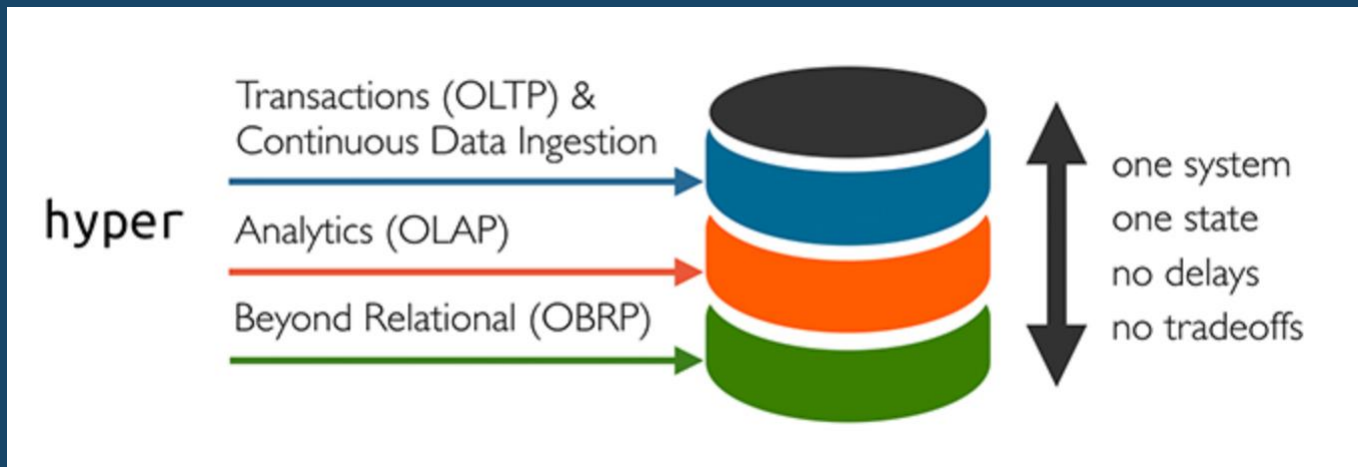 hyper
Transactions (OLTP) &
Continuous Data Ingestion
Analytics (OLAP)
Beyond Relational (OBRP)
one system
one state
no delays
no tradeoffs